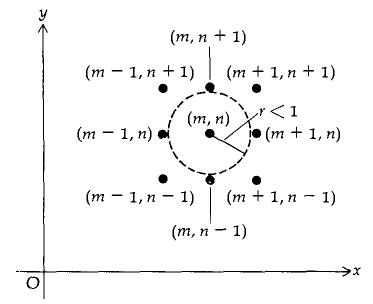 y
(m, n + 1)
(m − 1, n + 1) (m + 1, n + 1)
(m, n) r < 1
(m − 1, n) (m + 1, n)
(m − 1, n − 1) (m + 1, n − 1)
(m, n − 1)
O x